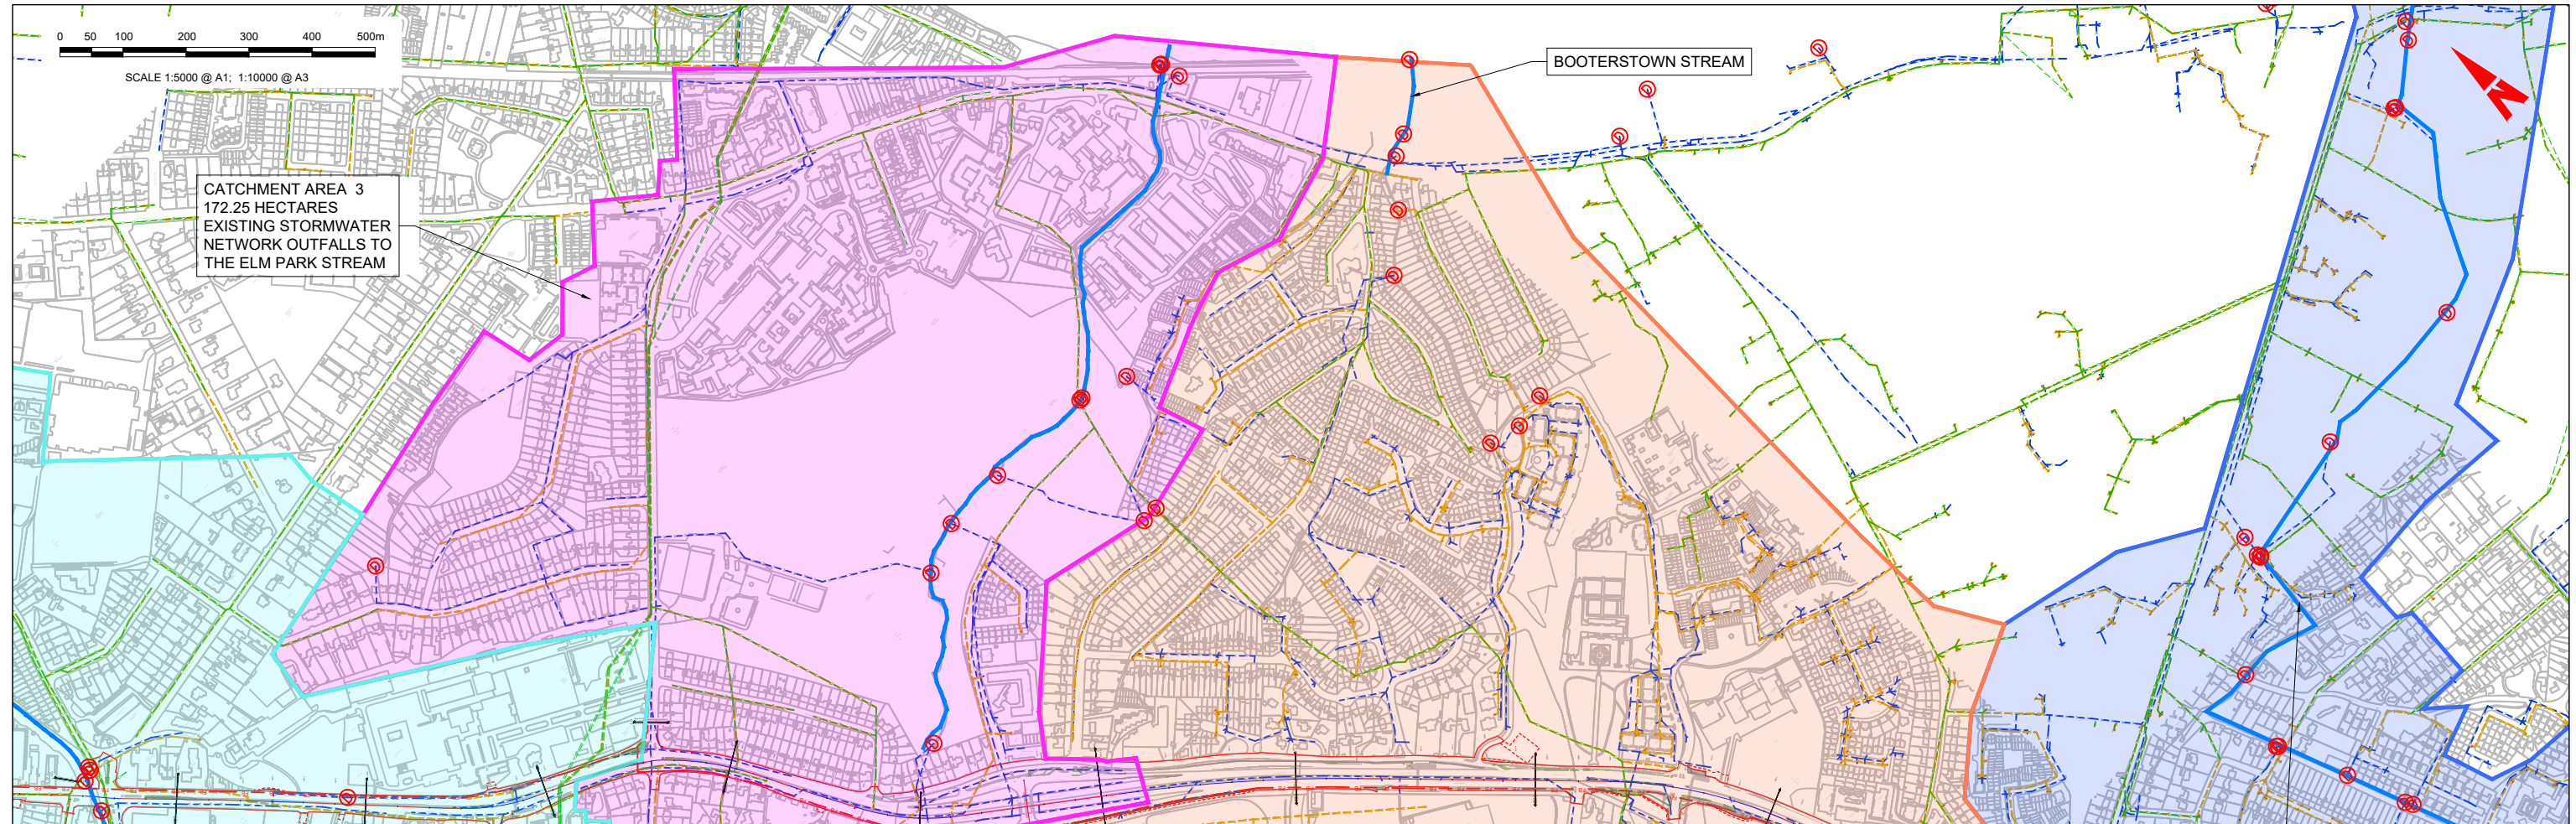 0 50 100 200 300 400 500m
SCALE 1:5000 @ A1; 1:10000 @ A3
BOOTERSTOWN STREAM
CATCHMENT AREA 3
172.25 HECTARES
EXISTING STORMWATER
NETWORK OUTFALLS TO
THE ELM PARK STREAM
N